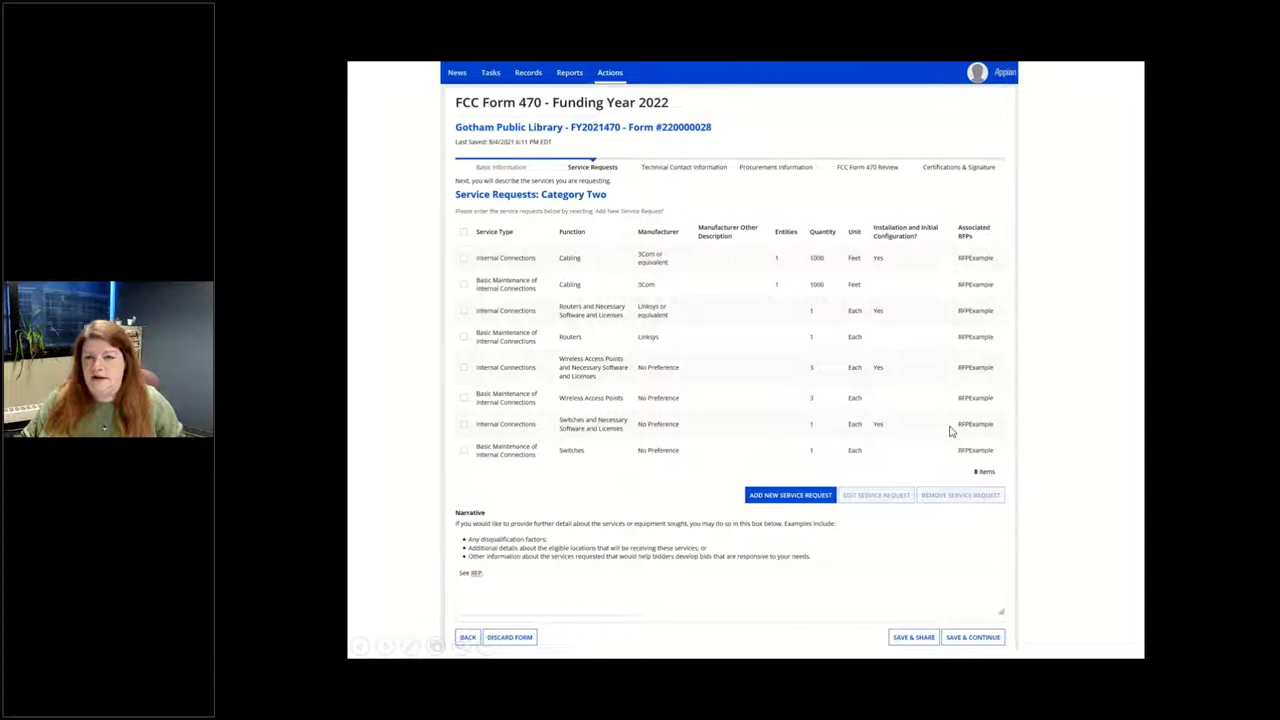 News Tasks Records Reports Actions Appian
FCC Form 470 - Funding Year 2022
Gotham Public Library - FY2021470 - Form #220000028
Last Saved: 8/4/2021 6:11 PM EDT
Basic Information Service Requests Technical Contact Information Procurement Information FCC Form 470 Review Certifications & Signature
Next, you will describe the services you are requesting.
Service Requests: Category Two
Please enter the service requests below by selecting 'Add New Service Request'
Service Type Function Manufacturer Manufacturer Other Description Entities Quantity Unit Installation and Initial Configuration? Associated RFPs
Internal Connections Cabling 3Com or equivalent 1 1000 Feet Yes RFPExample
Basic Maintenance of Internal Connections Cabling 3Com 1 1000 Feet RFPExample
Internal Connections Routers and Necessary Software and Licenses Linksys or equivalent 1 Each Yes RFPExample
Basic Maintenance of Internal Connections Routers Linksys 1 Each RFPExample
Internal Connections Wireless Access Points and Necessary Software and Licenses No Preference 3 Each Yes RFPExample
Basic Maintenance of Internal Connections Wireless Access Points No Preference 3 Each RFPExample
Internal Connections Switches and Necessary Software and Licenses No Preference 1 Each Yes RFPExample
Basic Maintenance of Internal Connections Switches No Preference 1 Each RFPExample
8 items
ADD NEW SERVICE REQUEST EDIT SERVICE REQUEST REMOVE SERVICE REQUEST
Narrative
If you would like to provide further detail about the services or equipment sought, you may do so in this box below. Examples include:
• Any disqualification factors;
• Additional details about the eligible locations that will be receiving these services; or
• Other information about the services requested that would help bidders develop bids that are responsive to your needs.
See RFP.
BACK DISCARD FORM SAVE & SHARE SAVE & CONTINUE